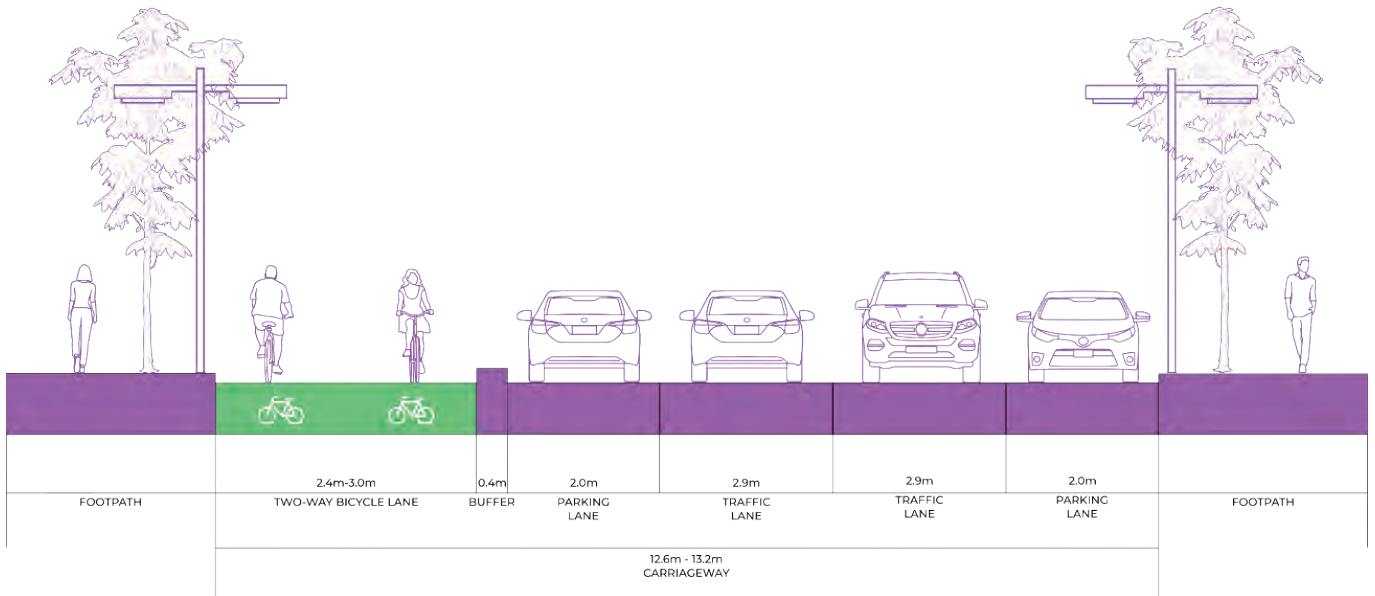 2.4m-3.0m
0.4m
2.0m
2.9m
2.9m
2.0m
FOOTPATH
TWO-WAY BICYCLE LANE
BUFFER
PARKING
LANE
TRAFFIC
LANE
TRAFFIC
LANE
PARKING
LANE
FOOTPATH
12.6m - 13.2m
CARRIAGEWAY